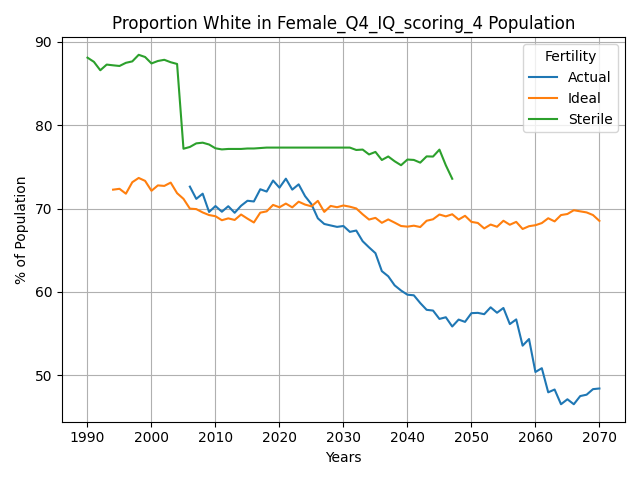 Proportion White in Female_Q4_IQ_scoring_4 Population
Fertility
Actual
Ideal
Sterile
% of Population
90
80
70
60
50
1990
2000
2010
2020
2030
2040
2050
2060
2070
Years